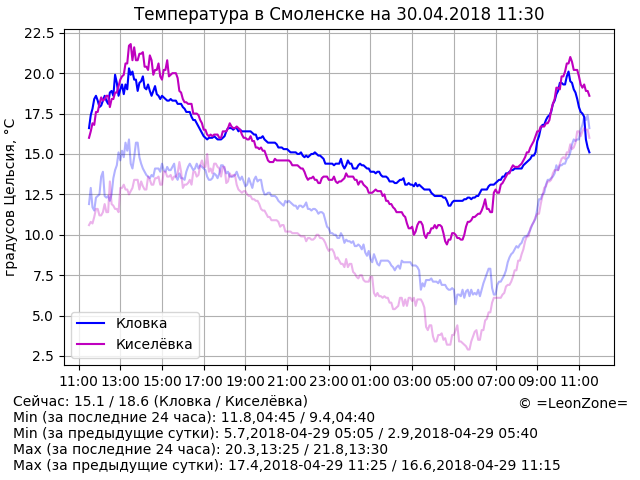 Температура в Смоленске на 30.04.2018 11:30
градусов Цельсия, °C
22.5
20.0
17.5
15.0
12.5
10.0
7.5
5.0
2.5
Кловка
Киселёвка
11:00 13:00 15:00 17:00 19:00 21:00 23:00 01:00 03:00 05:00 07:00 09:00 11:00
Сейчас: 15.1 / 18.6 (Кловка / Киселёвка)
© =LeonZone=
Min (за последние 24 часа): 11.8,04:45 / 9.4,04:40
Min (за предыдущие сутки): 5.7,2018-04-29 05:05 / 2.9,2018-04-29 05:40
Max (за последние 24 часа): 20.3,13:25 / 21.8,13:30
Max (за предыдущие сутки): 17.4,2018-04-29 11:25 / 16.6,2018-04-29 11:15